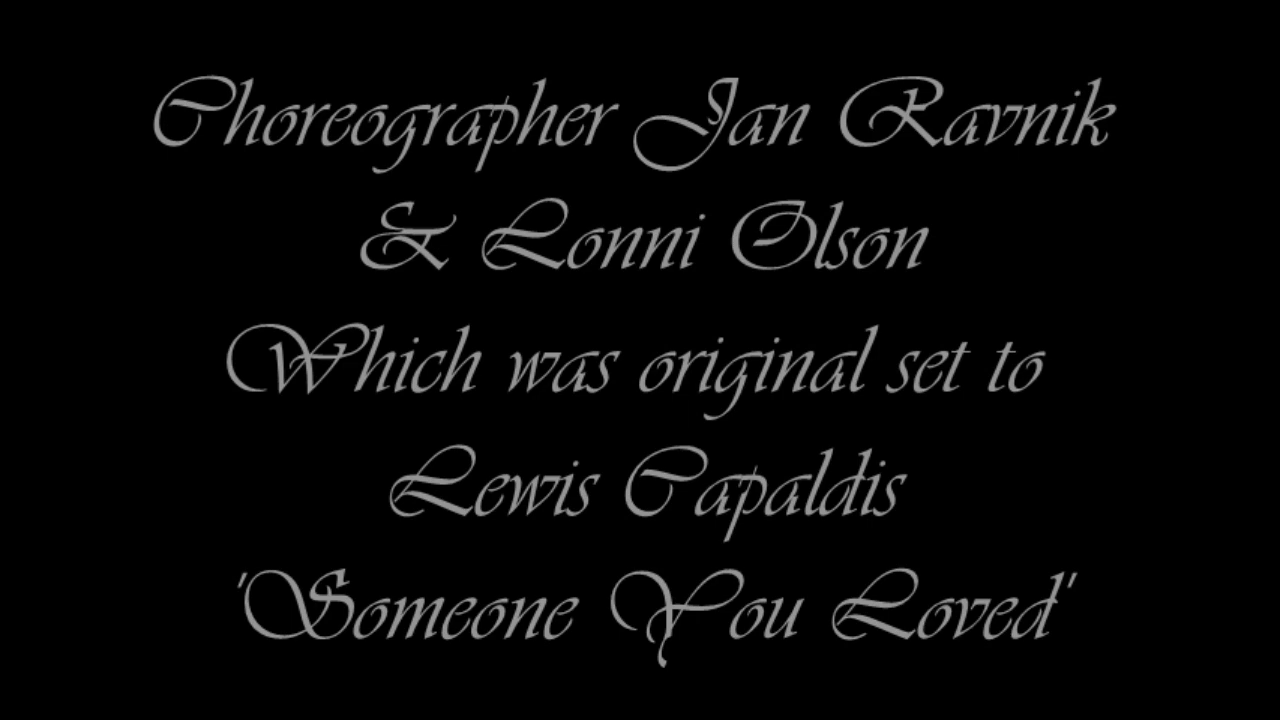 Choreographer Jan Ravnik
& Lonni Olson
Which was original set to
Lewis Capaldis
'Someone You Loved'